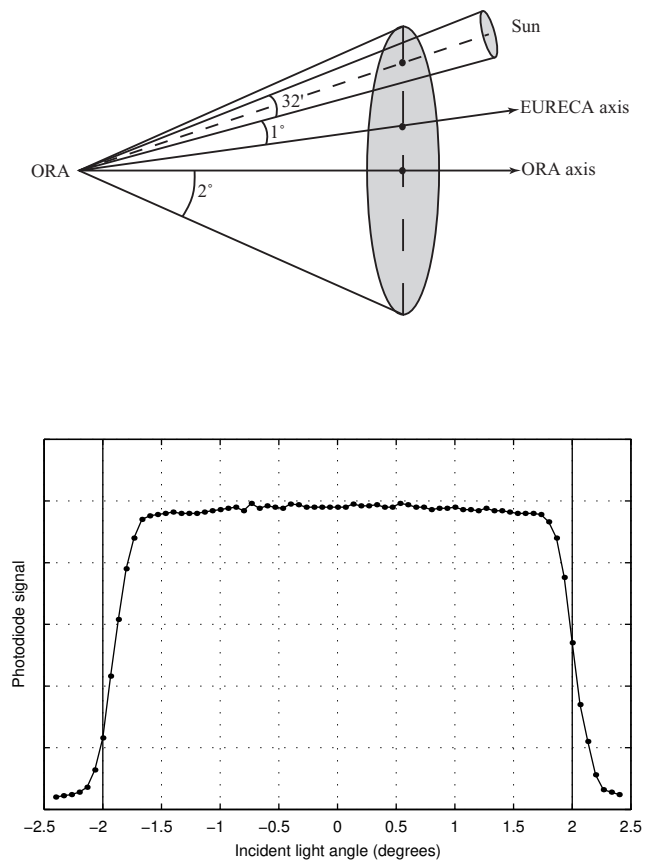 Sun
32'
EURECA axis
1˚
ORA
ORA axis
2˚
Photodiode signal
−2.5 −2 −1.5 −1 −0.5 0 0.5 1 1.5 2 2.5
Incident light angle (degrees)